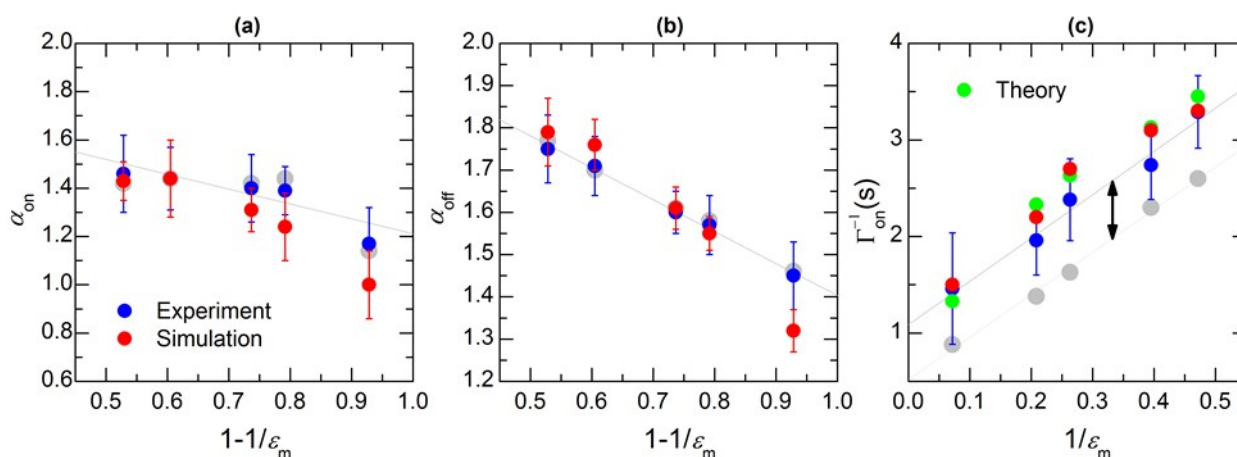 (a)
2.0
1.8
1.6
1.4
1.2
1.0
0.8
0.6
α_on
Experiment
Simulation
0.5 0.6 0.7 0.8 0.9 1.0
1-1/ε_m
(b)
2.0
1.9
1.8
1.7
1.6
1.5
1.4
1.3
1.2
α_off
0.5 0.6 0.7 0.8 0.9 1.0
1-1/ε_m
(c)
4
3
2
1
Γ_on^-1 (s)
Theory
0.0 0.1 0.2 0.3 0.4 0.5
1/ε_m